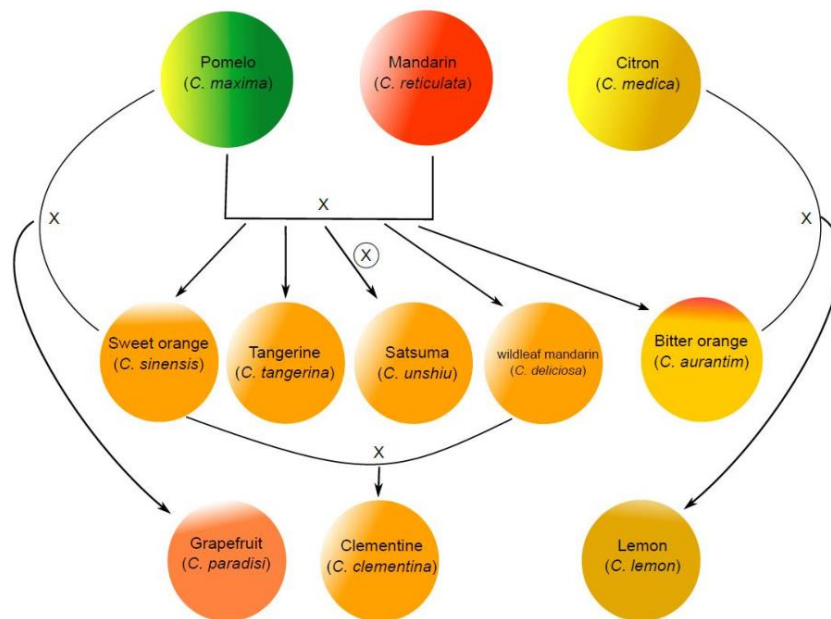 Pomelo
(C. maxima)
Mandarin
(C. reticulata)
Citron
(C. medica)
X
X
X
X
Sweet orange
(C. sinensis)
Tangerine
(C. tangerina)
Satsuma
(C. unshiu)
wildleaf mandarin
(C. deliciosa)
Bitter orange
(C. aurantim)
X
Grapefruit
(C. paradisi)
Clementine
(C. clementina)
Lemon
(C. lemon)